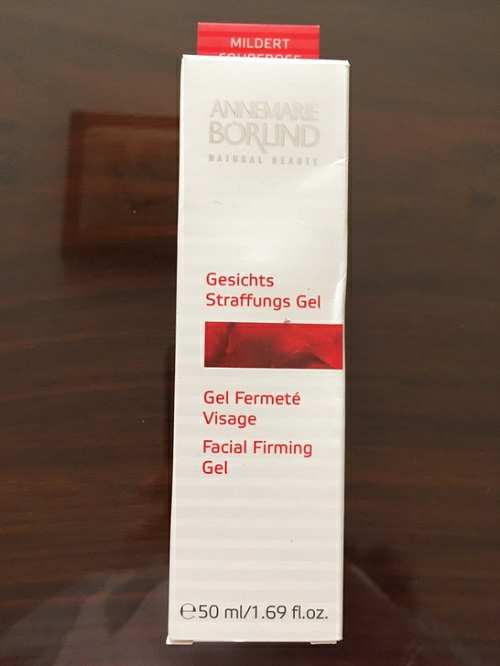 MILDERT
COUPEROSE
ANNEMARIE
BÖRLIND
NATURAL BEAUTY
Gesichts
Straffungs Gel
Gel Fermeté
Visage
Facial Firming
Gel
℮50 ml/1.69 fl.oz.